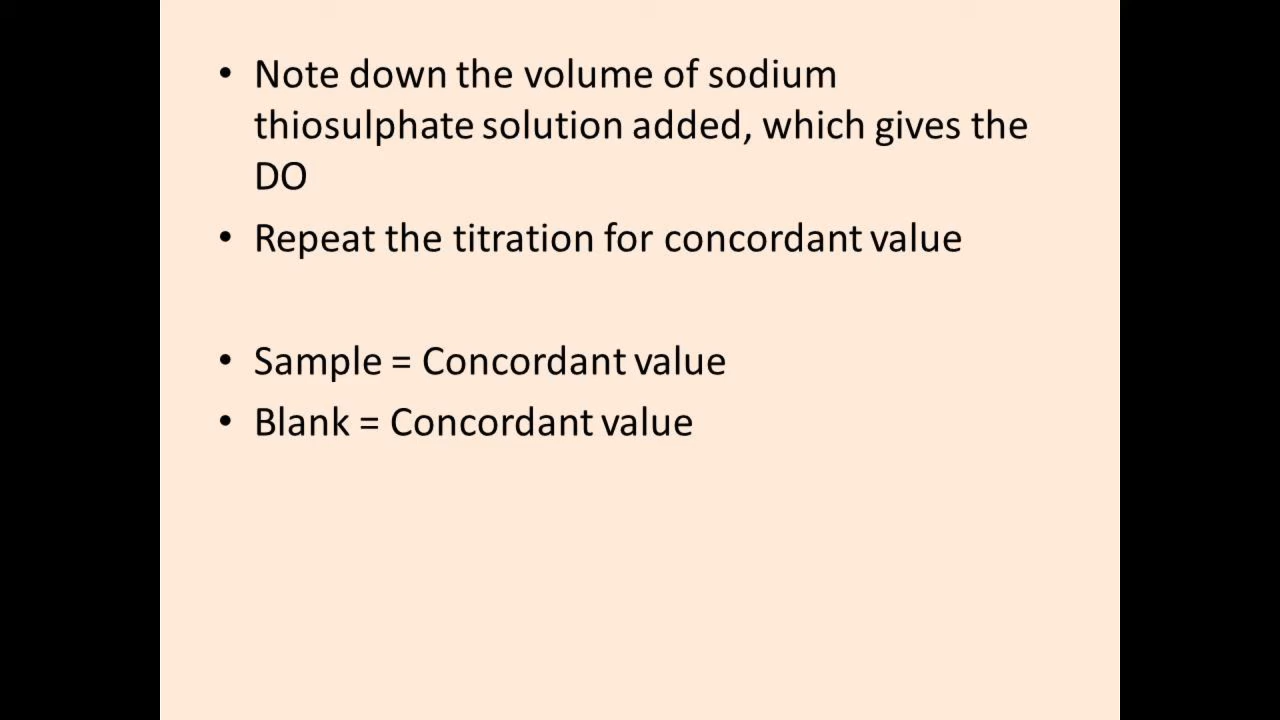 • Note down the volume of sodium
thiosulphate solution added, which gives the
DO
• Repeat the titration for concordant value
• Sample = Concordant value
• Blank = Concordant value